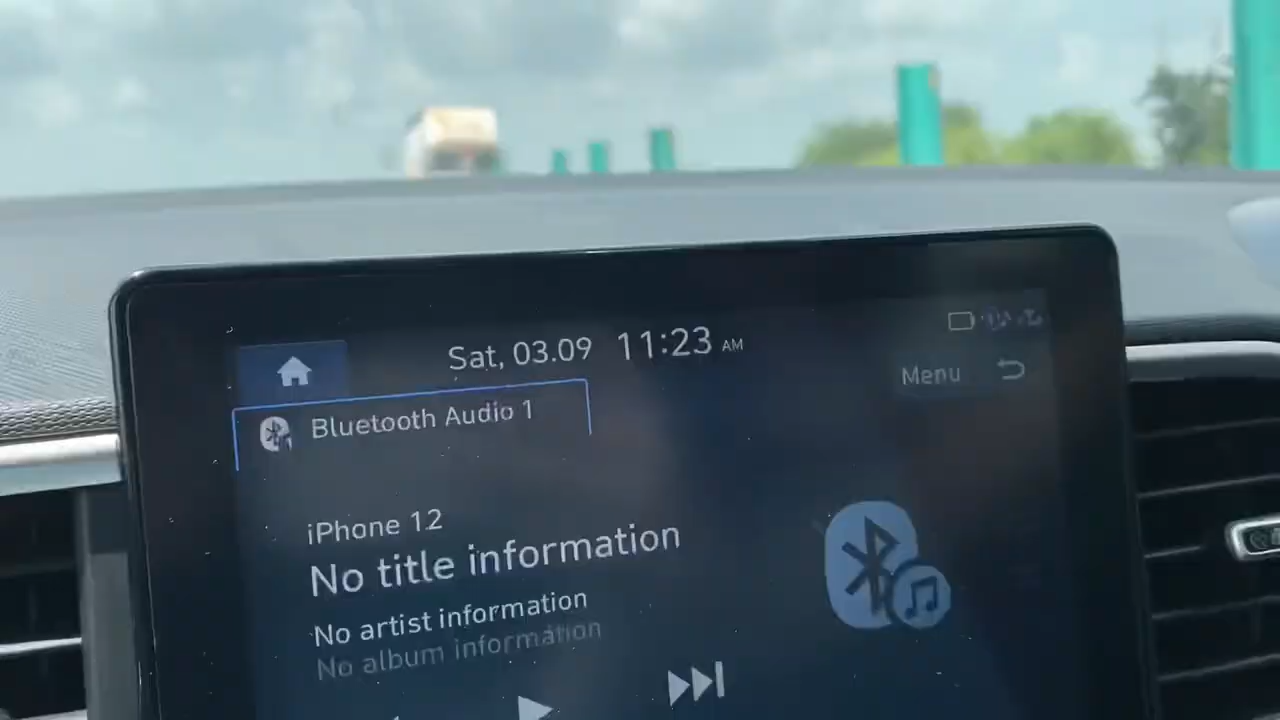 Sat, 03.09 11:23 AM
Menu
Bluetooth Audio 1
iPhone 12
No title information
No artist information
No album information